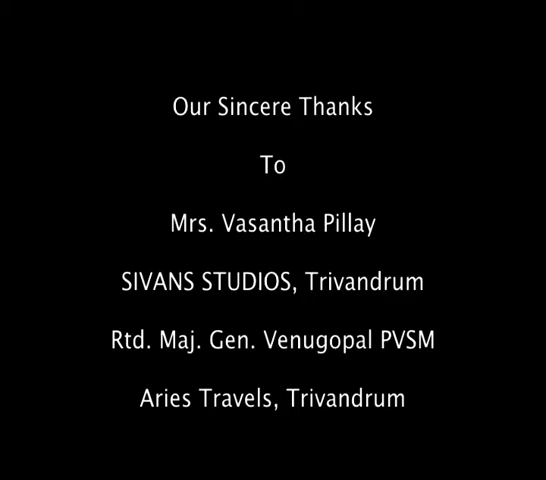 Our Sincere Thanks
To
Mrs. Vasantha Pillay
SIVANS STUDIOS, Trivandrum
Rtd. Maj. Gen. Venugopal PVSM
Aries Travels, Trivandrum